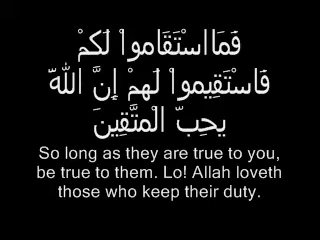 فَمَا اسْتَقَامُواْ لَكُمْ
فَاسْتَقِيمُواْ لَهُمْ إِنَّ اللّهَ
يُحِبُّ الْمُتَّقِينَ
So long as they are true to you,
be true to them. Lo! Allah loveth
those who keep their duty.